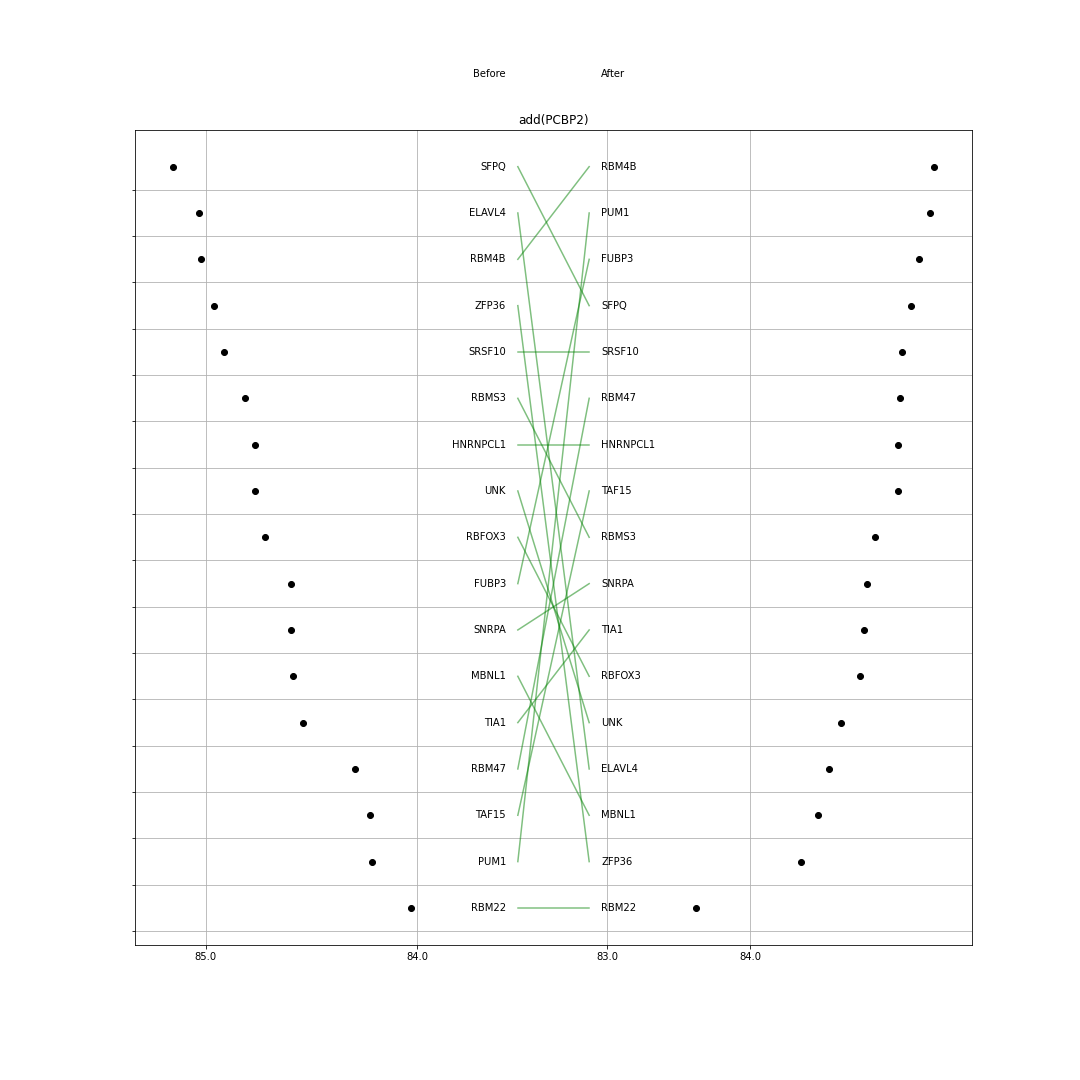 Before After
add(PCBP2)
SFPQ RBM4B
ELAVL4 PUM1
RBM4B FUBP3
ZFP36 SFPQ
SRSF10 SRSF10
RBMS3 RBM47
HNRNPCL1 HNRNPCL1
UNK TAF15
RBFOX3 RBMS3
FUBP3 SNRPA
SNRPA TIA1
MBNL1 RBFOX3
TIA1 UNK
RBM47 ELAVL4
TAF15 MBNL1
PUM1 ZFP36
RBM22 RBM22
85.0 84.0 83.0 84.0